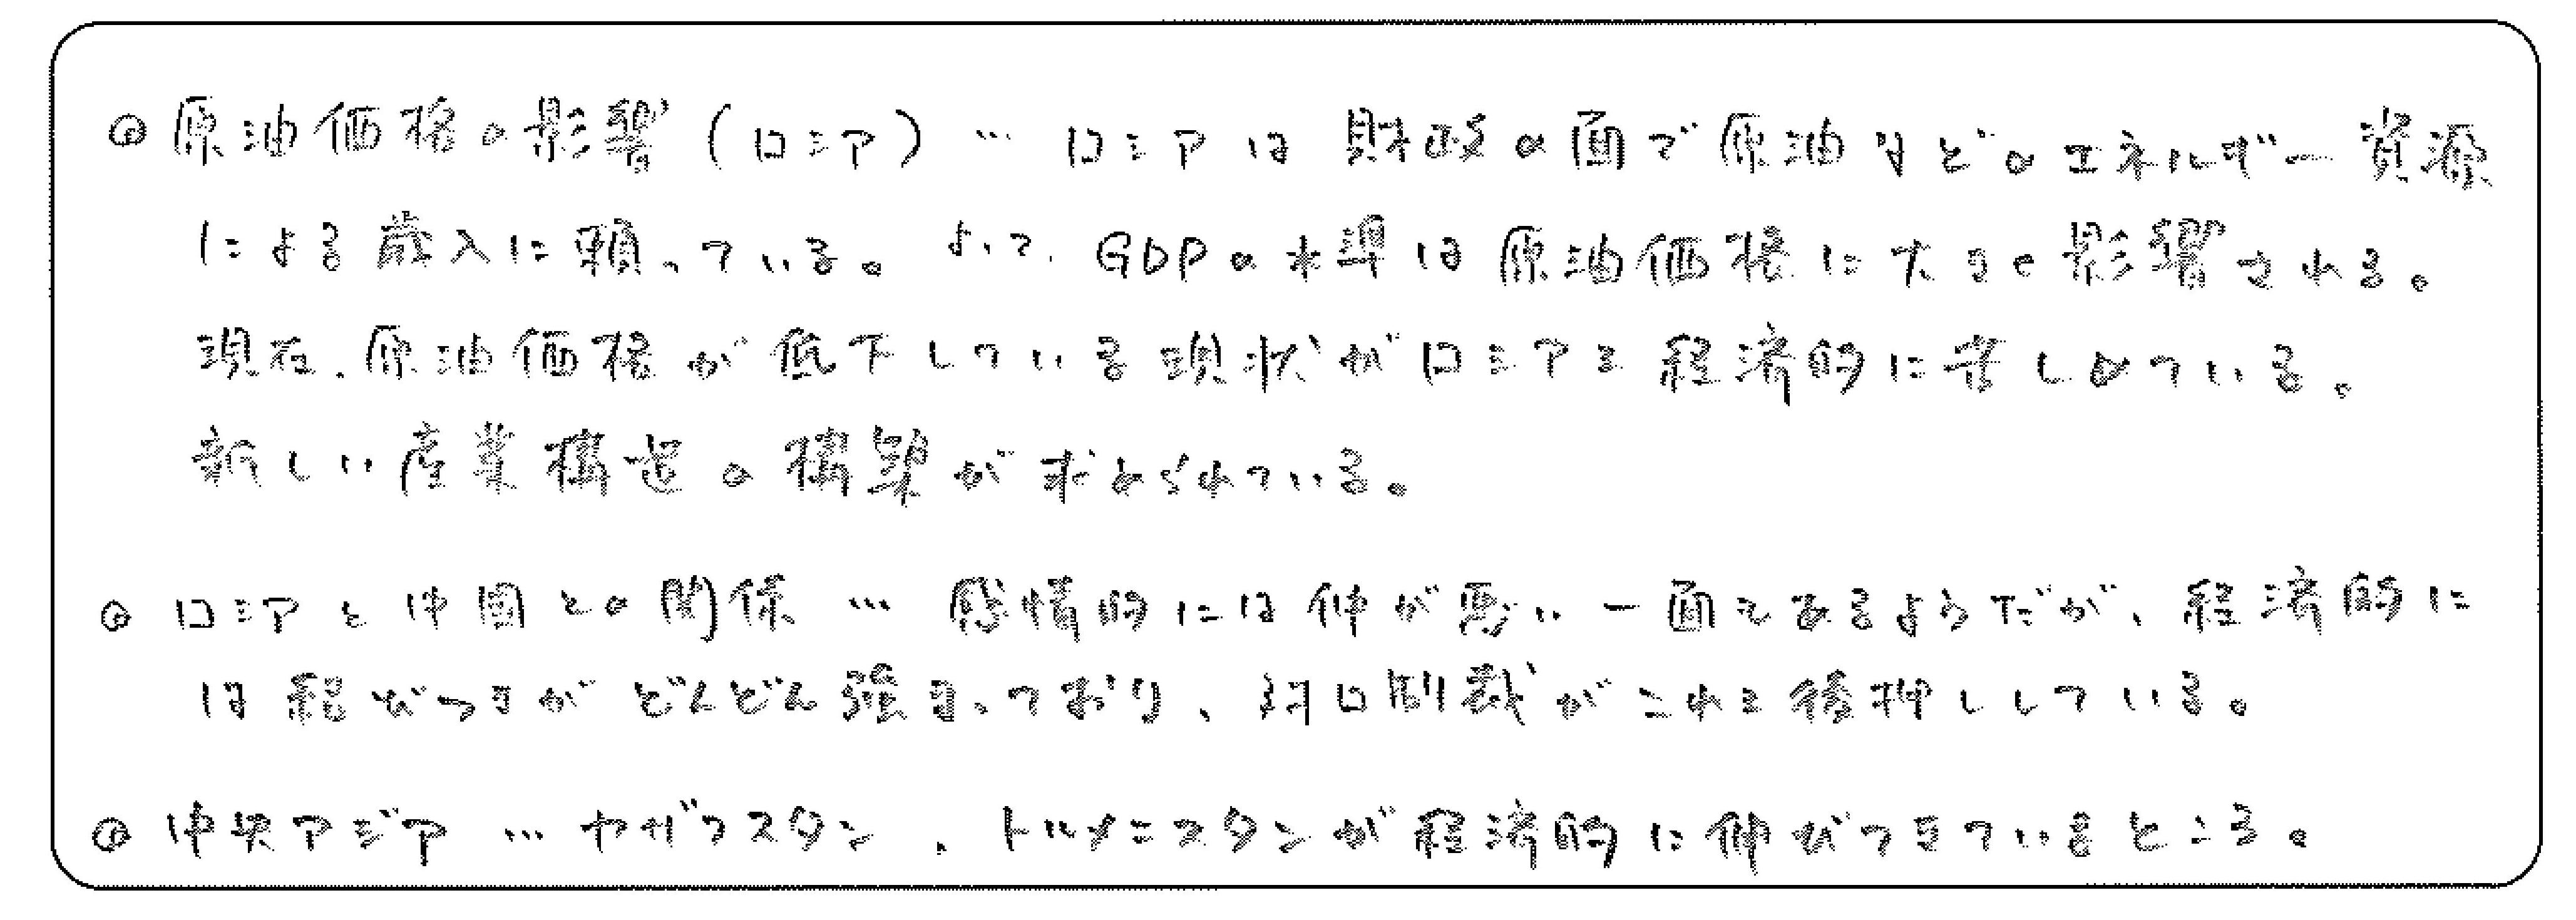 ◎ 原油価格の影響(ロシア)… ロシアは財政の面で原油などのエネルギー資源
による歳入に頼っている。よって、GDPの水準は原油価格に大きく影響される。
現在、原油価格が低下している現状がロシアを経済的に苦しめている。
新しい産業構造の構築が求められている。
◎ ロシアと中国との関係 … 感情的には仲が悪い一面もあるようだが、経済的に
は結びつきがどんどん強まっており、対ロ制裁がこれを後押ししている。
◎ 中央アジア … カザフスタン、トルクメニスタンが経済的に伸びてきているところ。